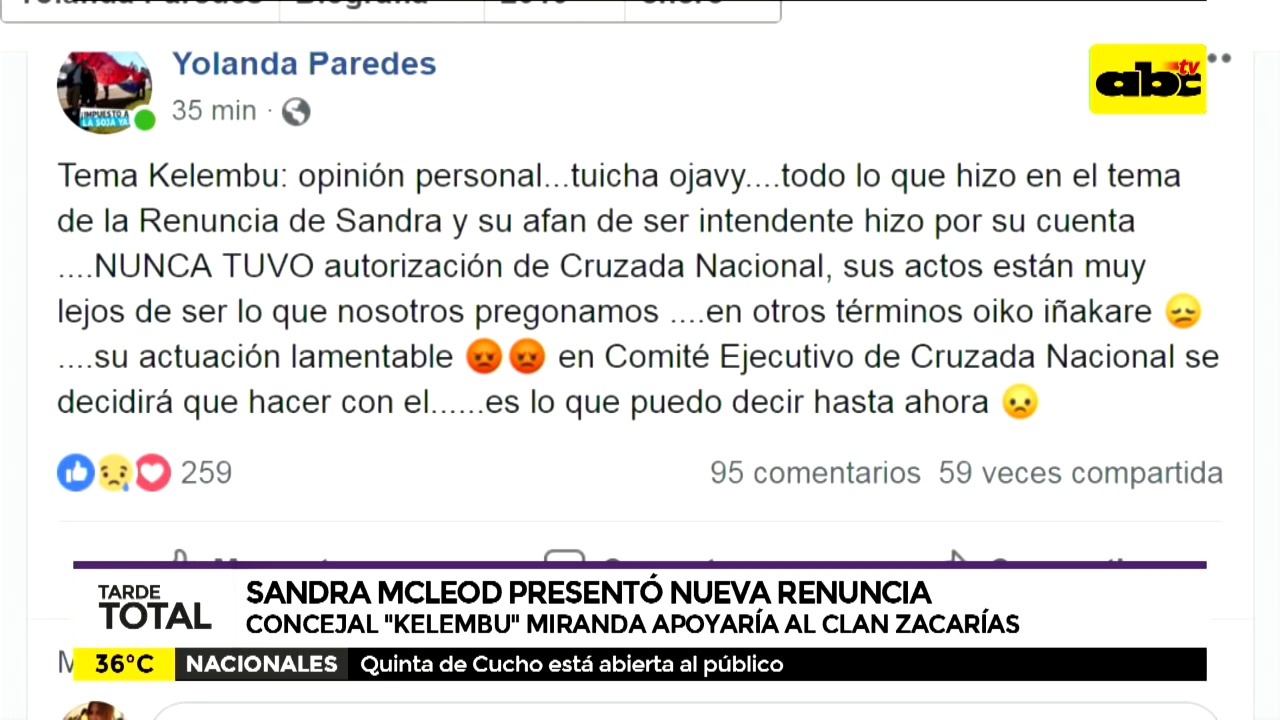 Yolanda Paredes
35 min ·
abc tv
IMPUESTO A
LA SOJA YA
Tema Kelembu: opinión personal...tuicha ojavy....todo lo que hizo en el tema
de la Renuncia de Sandra y su afan de ser intendente hizo por su cuenta
....NUNCA TUVO autorización de Cruzada Nacional, sus actos están muy
lejos de ser lo que nosotros pregonamos ....en otros términos oiko iñakare 😞
....su actuación lamentable 😡😡 en Comité Ejecutivo de Cruzada Nacional se
decidirá que hacer con el......es lo que puedo decir hasta ahora 😞
259
95 comentarios 59 veces compartida
TARDE
TOTAL
SANDRA MCLEOD PRESENTÓ NUEVA RENUNCIA
CONCEJAL "KELEMBU" MIRANDA APOYARÍA AL CLAN ZACARÍAS
36°C NACIONALES Quinta de Cucho está abierta al público